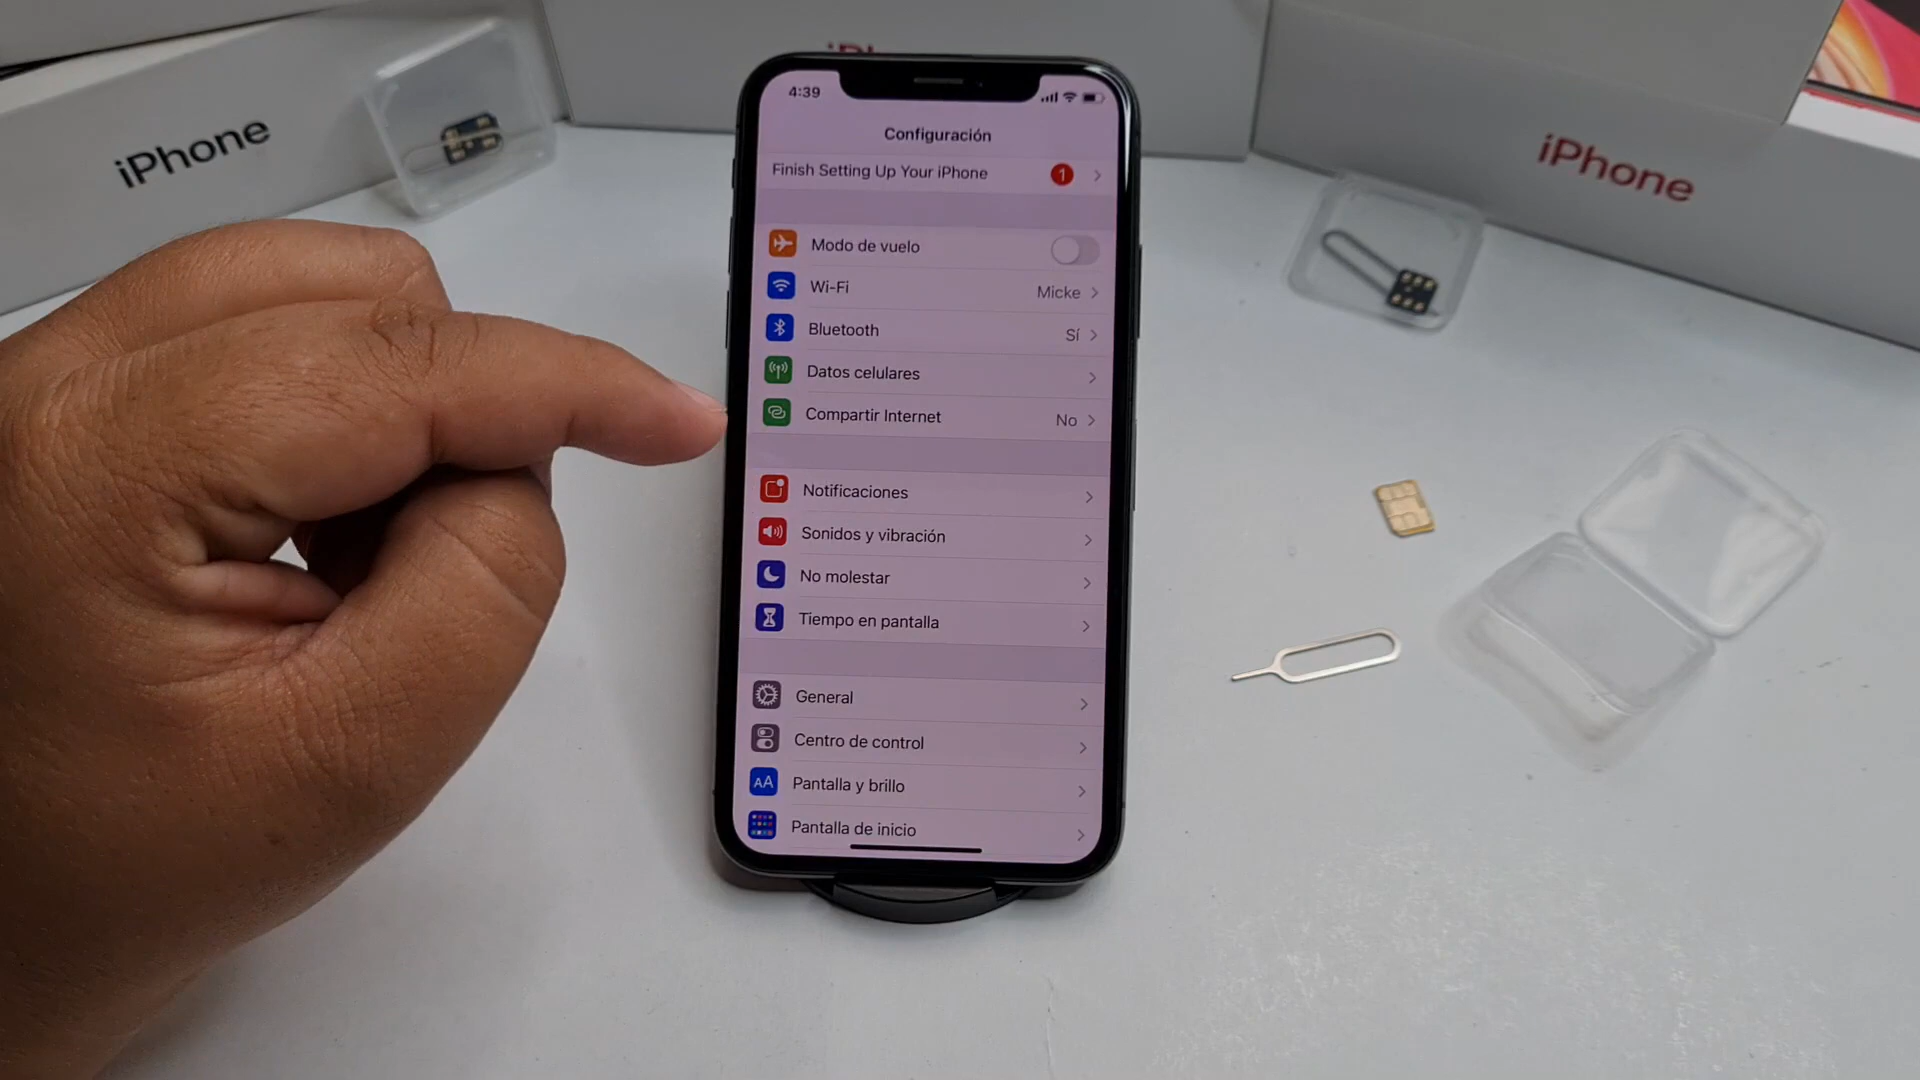 iPhone
iPhone
4:39
Configuración
Finish Setting Up Your iPhone 1
Modo de vuelo
Wi-Fi Micke
Bluetooth Sí
Datos celulares
Compartir Internet No
Notificaciones
Sonidos y vibración
No molestar
Tiempo en pantalla
General
Centro de control
AA Pantalla y brillo
Pantalla de inicio